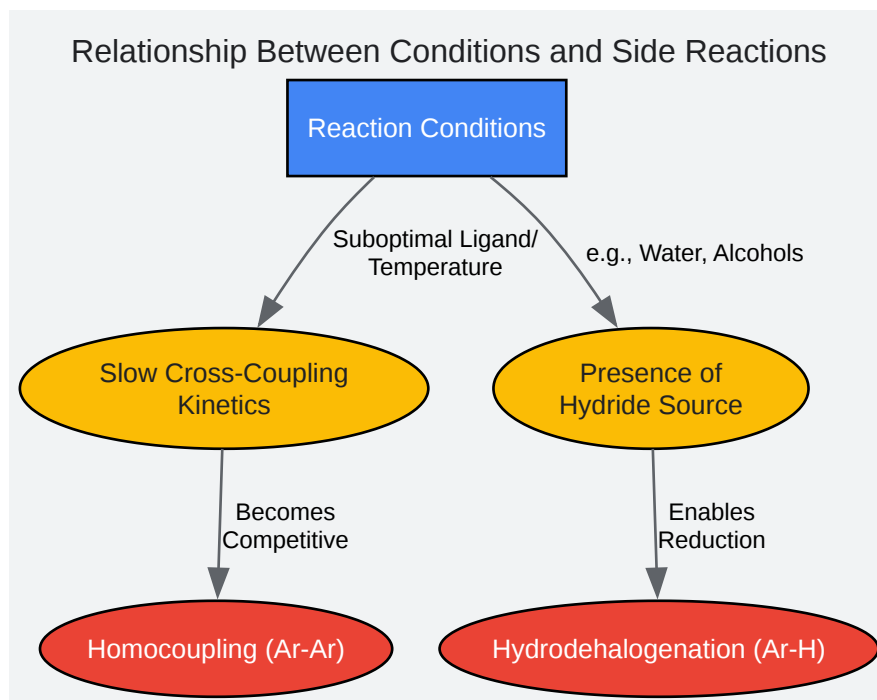 Relationship Between Conditions and Side Reactions
Reaction Conditions
Suboptimal Ligand/
Temperature
e.g., Water, Alcohols
Slow Cross-Coupling
Kinetics
Presence of
Hydride Source
Becomes
Competitive
Enables
Reduction
Homocoupling (Ar-Ar)
Hydrodehalogenation (Ar-H)